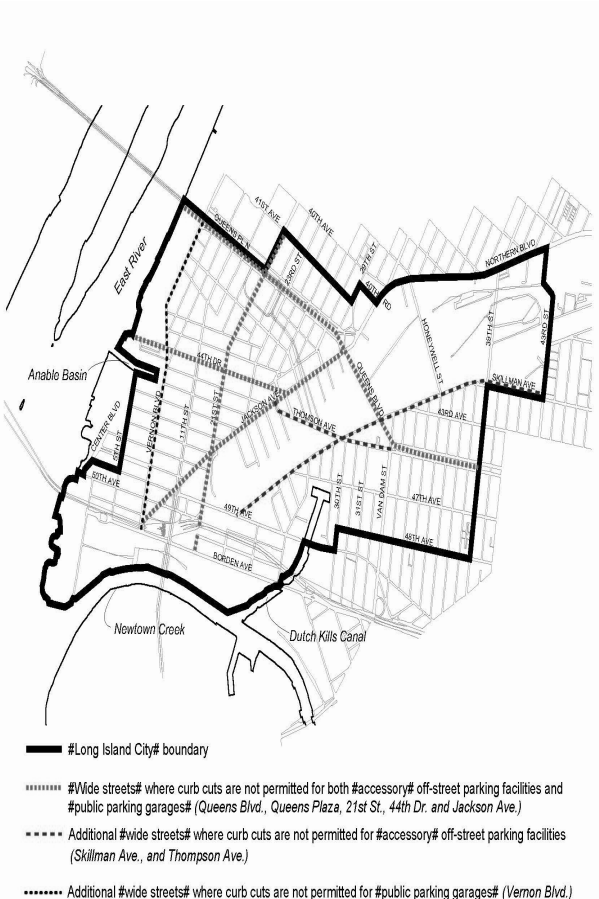 41ST AVE
40TH AVE
QUEENS PL N
East River
23RD ST
29TH ST
NORTHERN BLVD
40TH RD
HONEYWELL ST
39TH ST
43RD ST
44TH DR
Anable Basin
QUEENS BLVD
SKILLMAN AVE
CENTER BLVD
5TH ST
VERNON BLVD
11TH ST
21ST ST
JACKSON AVE
THOMSON AVE
43RD AVE
50TH AVE
30TH ST
31ST ST
VAN DAM ST
47TH AVE
49TH AVE
48TH AVE
BORDEN AVE
Newtown Creek
Dutch Kills Canal
#Long Island City# boundary
#Wide streets# where curb cuts are not permitted for both #accessory# off-street parking facilities and
#public parking garages# (Queens Blvd., Queens Plaza, 21st St., 44th Dr. and Jackson Ave.)
Additional #wide streets# where curb cuts are not permitted for #accessory# off-street parking facilities
(Skillman Ave., and Thompson Ave.)
Additional #wide streets# where curb cuts are not permitted for #public parking garages# (Vernon Blvd.)